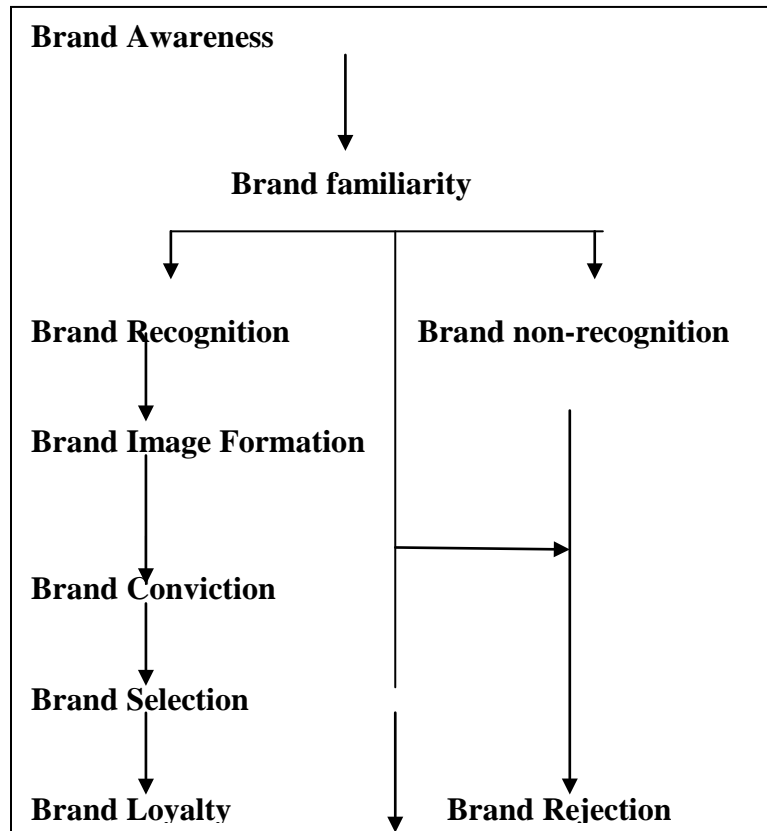 Brand Awareness
Brand familiarity
Brand Recognition
Brand non-recognition
Brand Image Formation
Brand Conviction
Brand Selection
Brand Loyalty
Brand Rejection